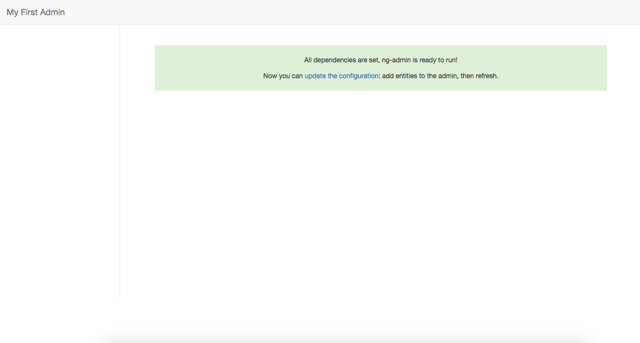 My First Admin
All dependencies are set, ng-admin is ready to run!
Now you can update the configuration: add entities to the admin, then refresh.